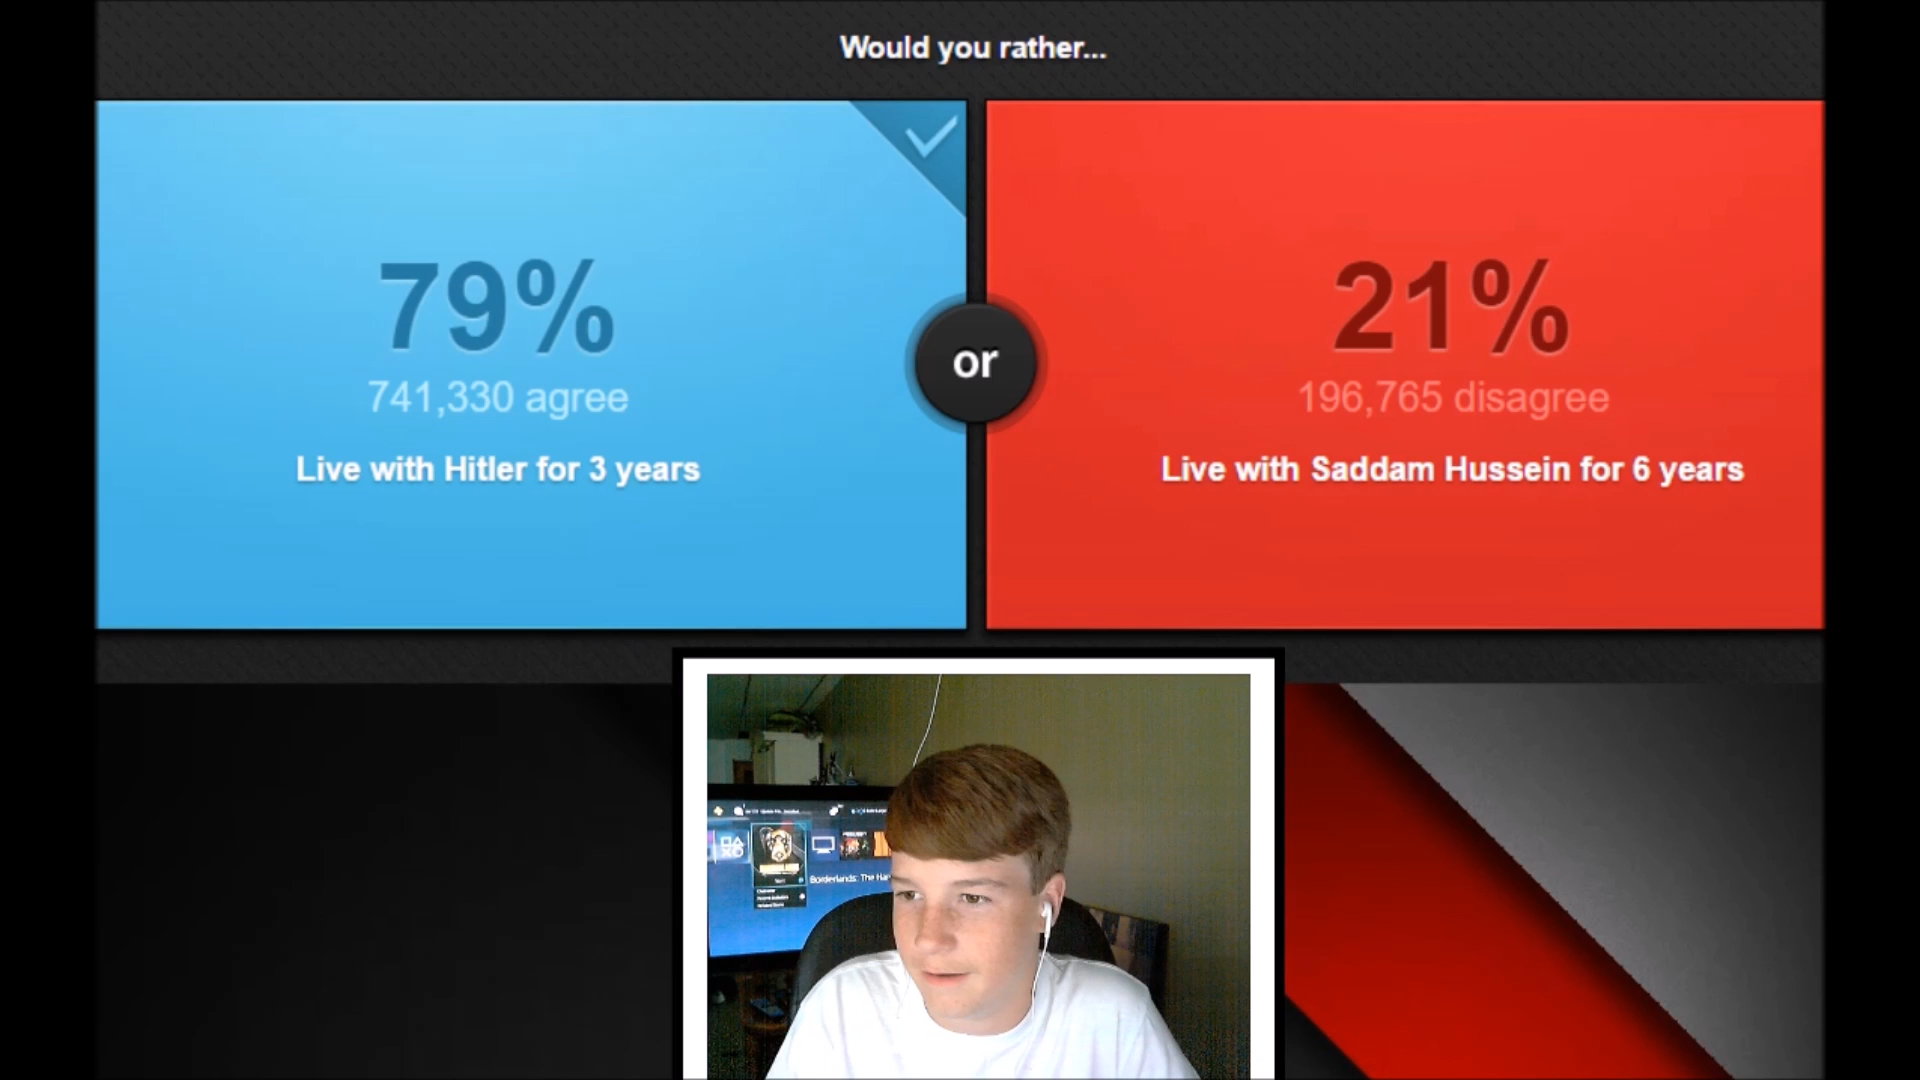 Would you rather...
79%
741,330 agree
Live with Hitler for 3 years
or
21%
196,765 disagree
Live with Saddam Hussein for 6 years
Borderlands: The Han